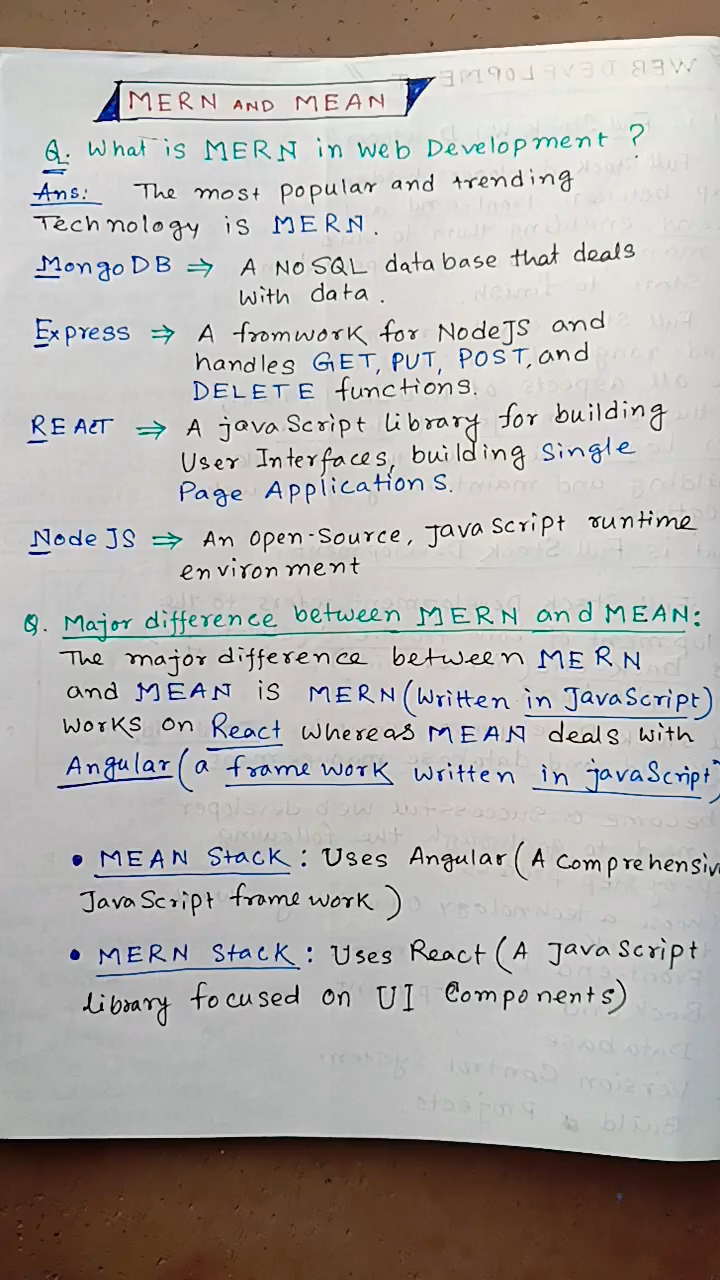 MERN AND MEAN
Q. What is MERN in Web Development ?
Ans: The most popular and trending
Technology is MERN.
MongoDB ⇒ A NOSQL database that deals
with data.
Express ⇒ A fromwork for NodeJS and
handles GET, PUT, POST, and
DELETE functions.
REACT ⇒ A javaScript library for building
User Interfaces, building Single
Page Applications.
Node JS ⇒ An open-source, JavaScript runtime
environment
Q. Major difference between MERN and MEAN:
The major difference between MERN
and MEAN is MERN (Written in JavaScript)
Works on React whereas MEAN deals with
Angular (a frame work written in javaScript)
• MEAN Stack : Uses Angular (A comprehensiv
JavaScript frame work)
• MERN Stack : Uses React (A JavaScript
library focused on UI Components)